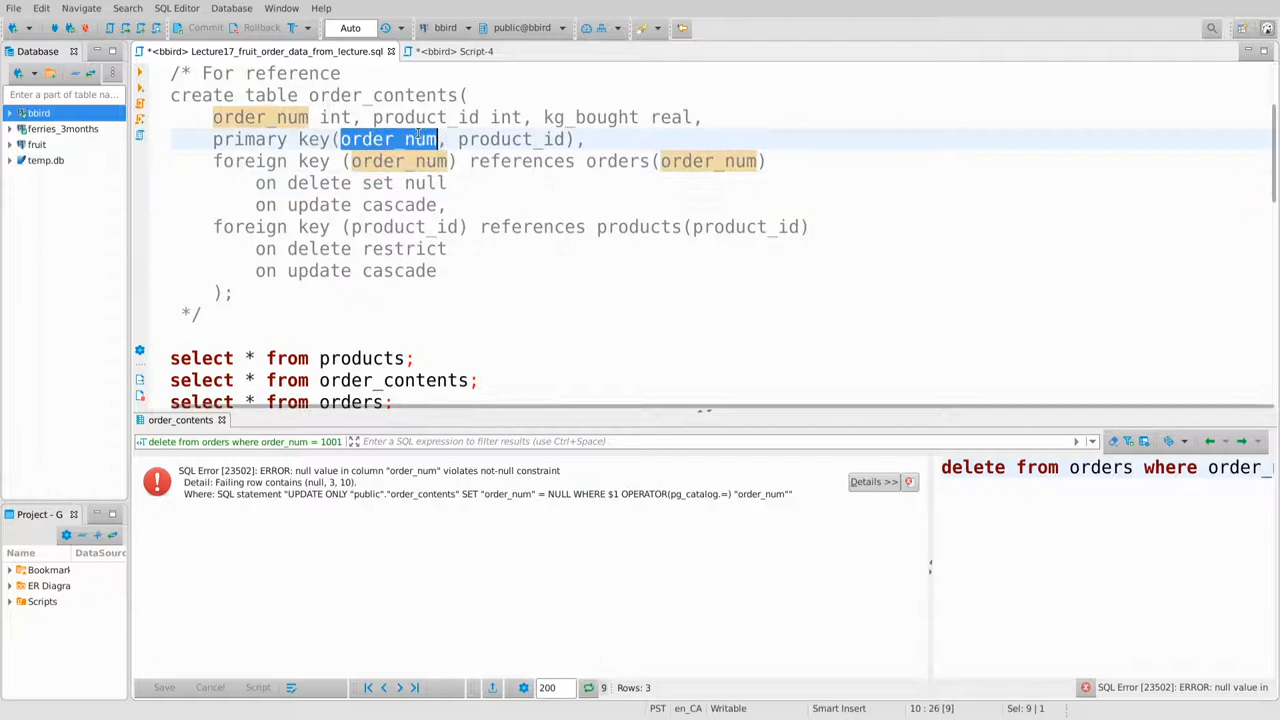 File Edit Navigate Search SQL Editor Database Window Help
Commit Rollback Auto bbird public@bbird
Database *<bbird> Lecture17_fruit_order_data_from_lecture.sql *<bbird> Script-4
Enter a part of table na...
bbird
ferries_3months
fruit
temp.db
/* For reference
create table order_contents(
order_num int, product_id int, kg_bought real,
primary key(order_num, product_id),
foreign key (order_num) references orders(order_num)
on delete set null
on update cascade,
foreign key (product_id) references products(product_id)
on delete restrict
on update cascade
);
*/
select * from products;
select * from order_contents;
select * from orders;
order_contents
delete from orders where order_num = 1001 Enter a SQL expression to filter results (use Ctrl+Space)
SQL Error [23502]: ERROR: null value in column "order_num" violates not-null constraint
Detail: Failing row contains (null, 3, 10).
Where: SQL statement "UPDATE ONLY "public"."order_contents" SET "order_num" = NULL WHERE $1 OPERATOR(pg_catalog.=) "order_num""
Details >>
delete from orders where order_
Project - G
Name DataSourc
Bookmark
ER Diagra
Scripts
Save Cancel Script 200 9 Rows: 3
SQL Error [23502]: ERROR: null value in
PST en_CA Writable Smart Insert 10 : 26 [9] Sel: 9 | 1